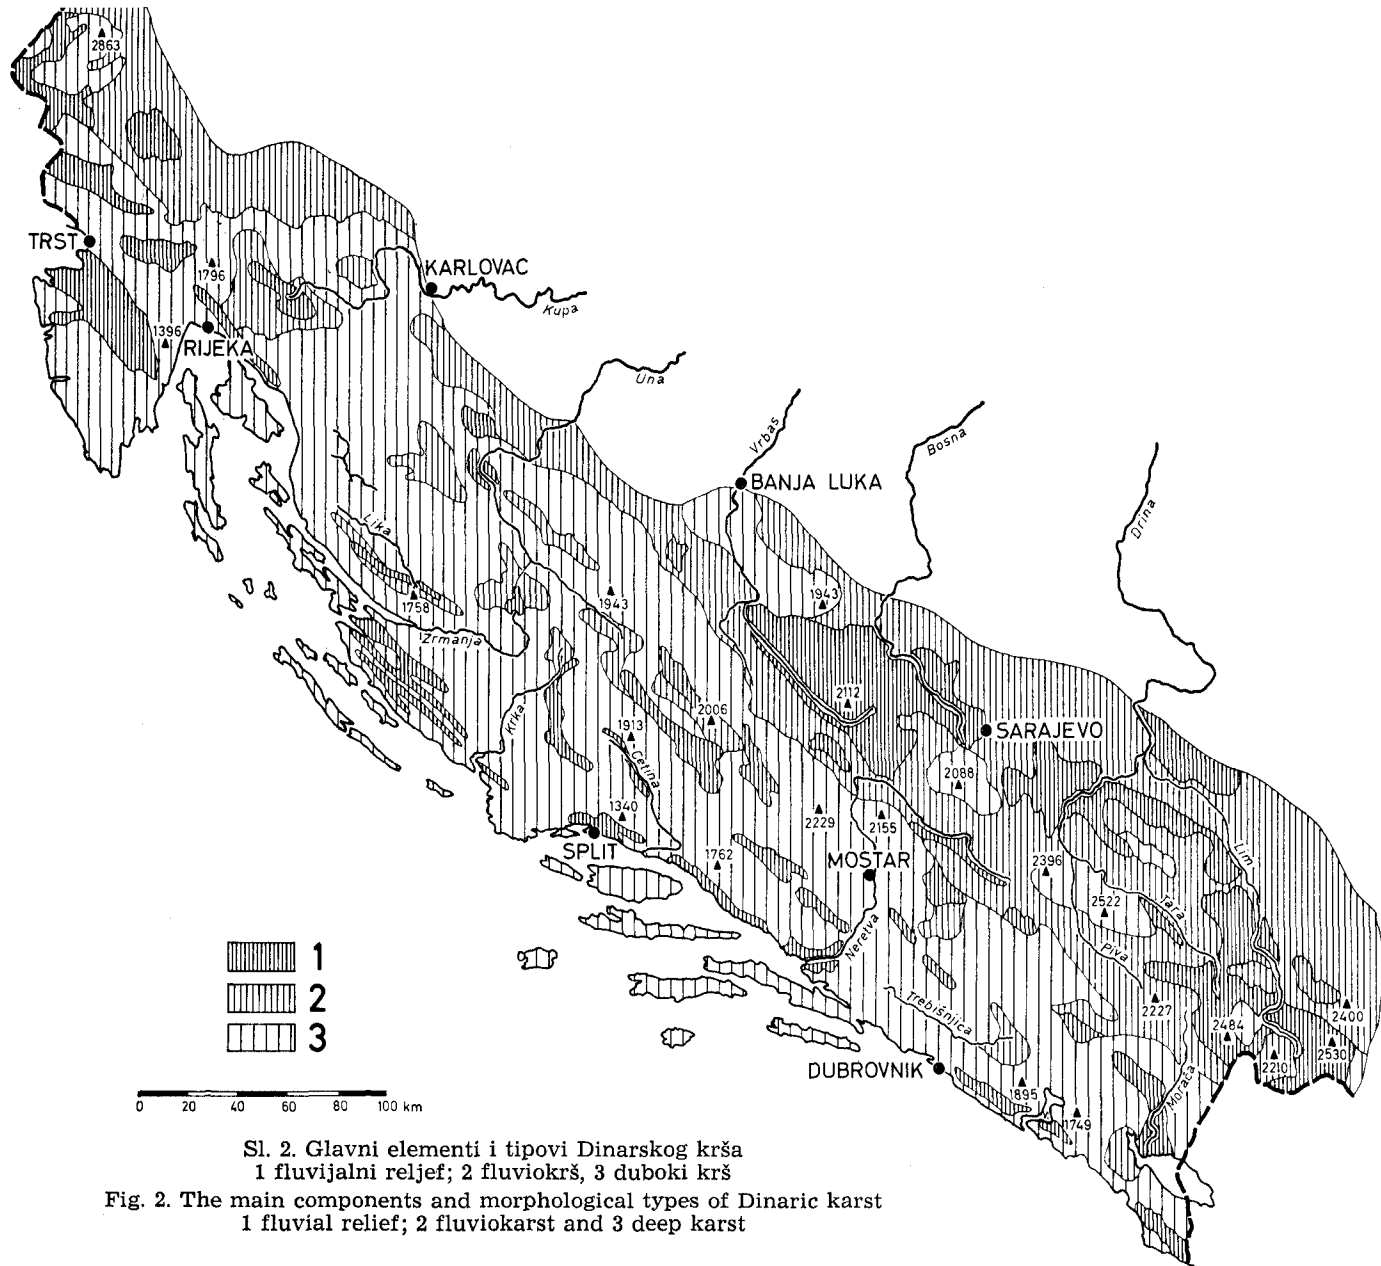 2863
TRST
1796
KARLOVAC
Kupa
1396
RIJEKA
Una
Vrbas
Bosna
BANJA LUKA
Drina
Lika
1758
1943
1943
Zrmanja
2112
2006
Krka
1913
Cetina
SARAJEVO
2088
1340
2229
2155
SPLIT
1762
MOSTAR
2396
Lim
2522
Tara
Neretva
Piva
1
2
3
Trebišnjica
2227
2484
2400
2530
2210
DUBROVNIK
1895
1749
Morača
0 20 40 60 80 100 km
Sl. 2. Glavni elementi i tipovi Dinarskog krša
1 fluvijalni reljef; 2 fluviokrš, 3 duboki krš
Fig. 2. The main components and morphological types of Dinaric karst
1 fluvial relief; 2 fluviokarst and 3 deep karst